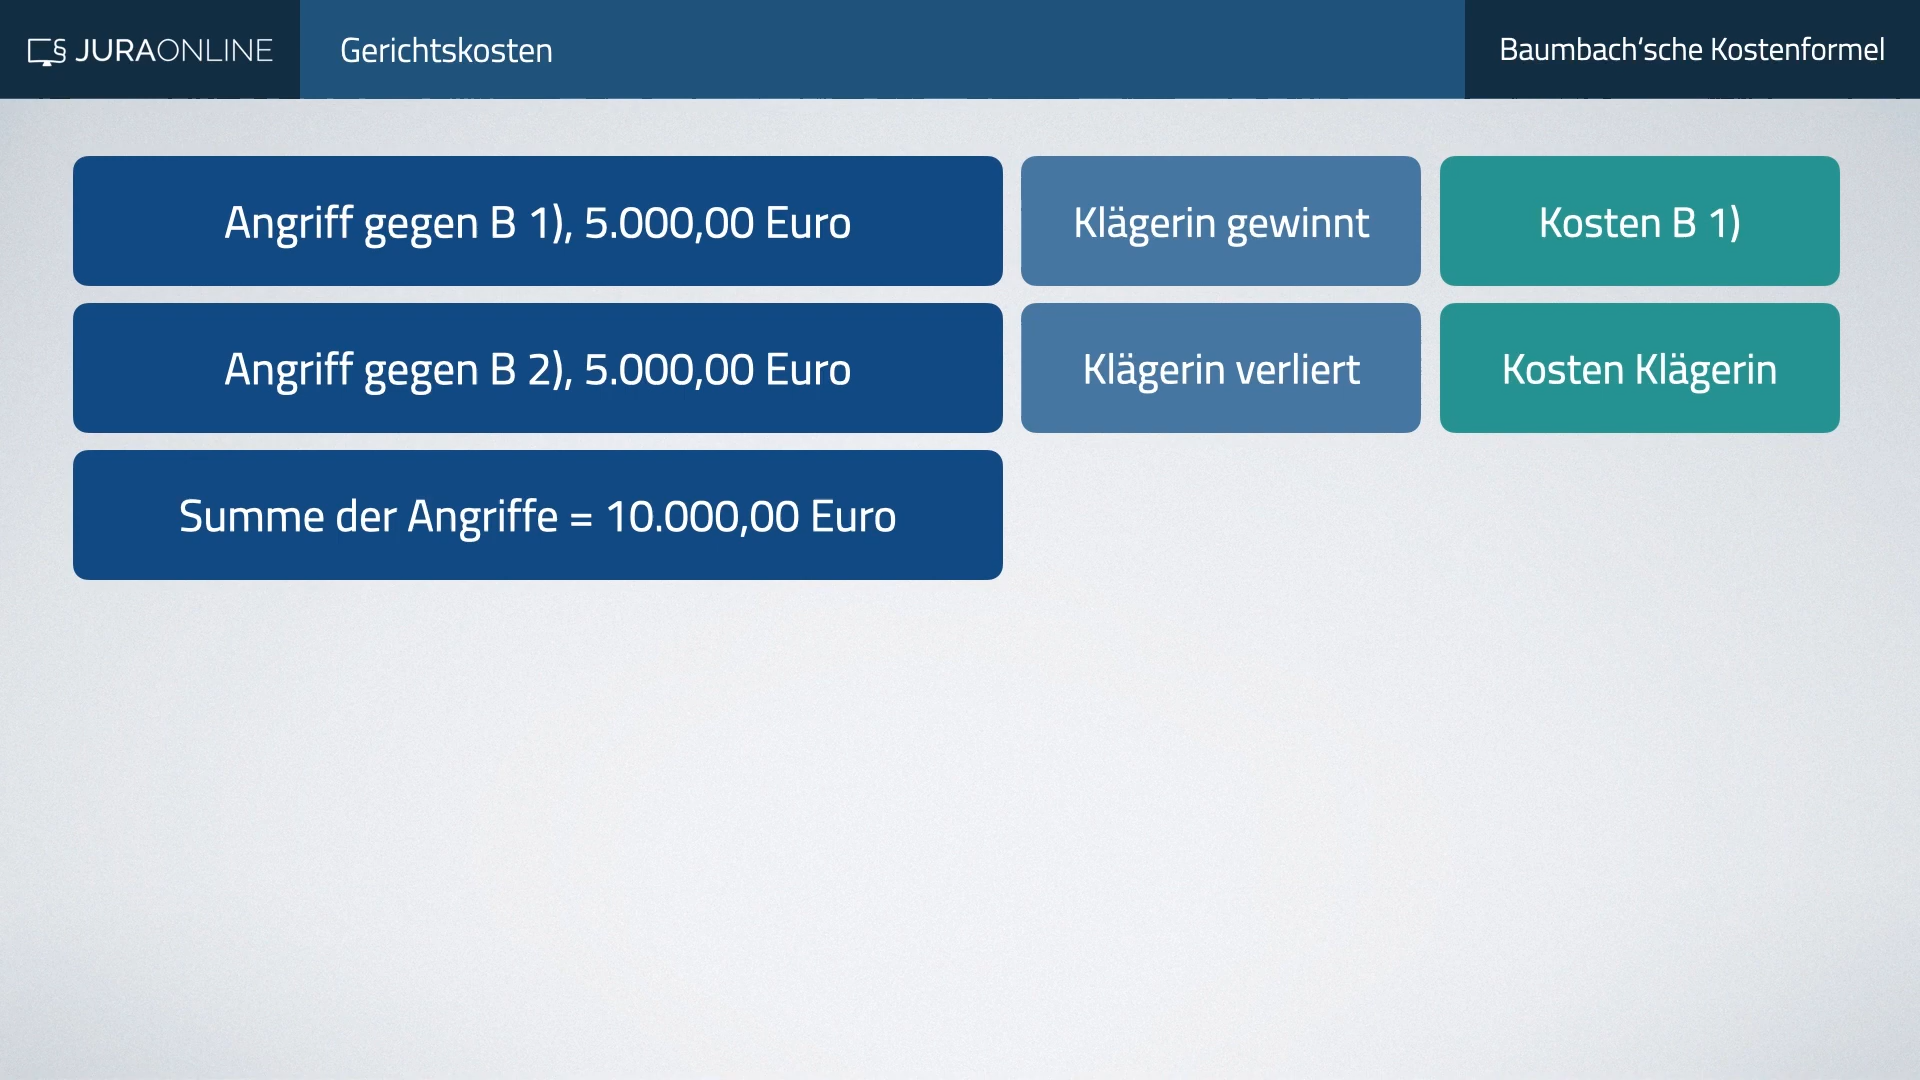 JURAONLINE
Gerichtskosten
Baumbach‘sche Kostenformel
Angriff gegen B 1), 5.000,00 Euro
Klägerin gewinnt
Kosten B 1)
Angriff gegen B 2), 5.000,00 Euro
Klägerin verliert
Kosten Klägerin
Summe der Angriffe = 10.000,00 Euro